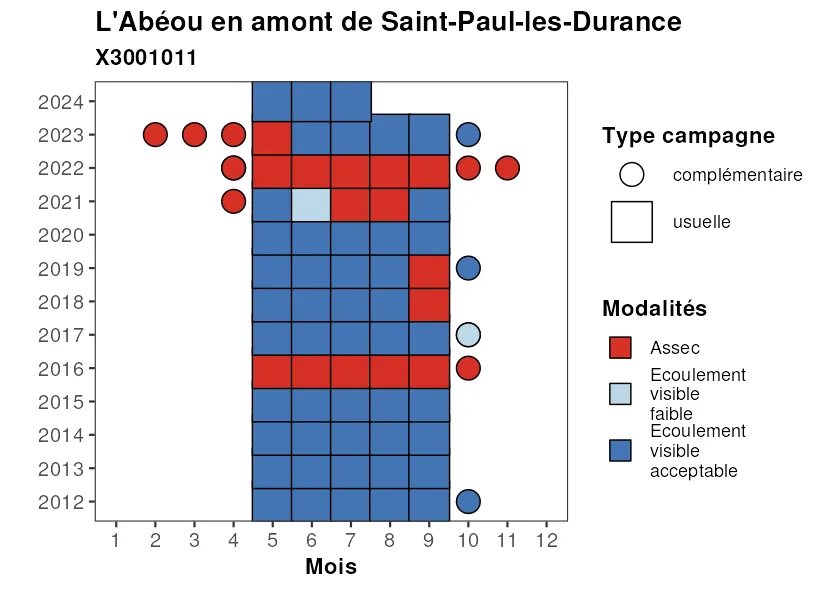 L'Abéou en amont de Saint-Paul-les-Durance
X3001011
2024
2023
2022
2021
2020
2019
2018
2017
2016
2015
2014
2013
2012
1 2 3 4 5 6 7 8 9 10 11 12
Mois
Type campagne
complémentaire
usuelle
Modalités
Assec
Ecoulement
visible
faible
Ecoulement
visible
acceptable